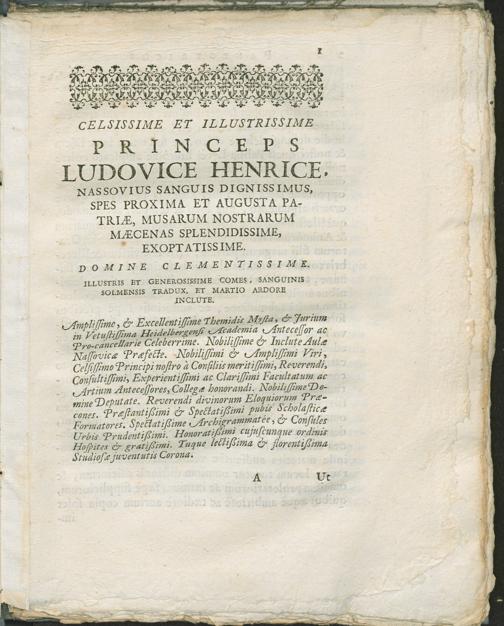 1
CELSISSIME ET ILLUSTRISSIME
PRINCEPS
LUDOVICE HENRICE,
NASSOVIUS SANGUIS DIGNISSIMUS,
SPES PROXIMA ET AUGUSTA PA-
TRIÆ, MUSARUM NOSTRARUM
MÆCENAS SPLENDIDISSIME,
EXOPTATISSIME.
DOMINE CLEMENTISSIME.
ILLUSTRIS ET GENEROSISSIME COMES, SANGUINIS
SOLMENSIS TRADUX, ET MARTIO ARDORE
INCLUTE.
Amplissime, & Excellentissime Themidis Mysta, & Jurium
in Vetustissima Heidelbergensi Academia Antecessor ac
Pro-cancellarie Celeberrime. Nobilissime & Inclute Aulæ
Nassovicæ Præfecte. Nobilissimi & Amplissimi Viri,
Celsissimo Principi nostro à Consiliis meritissimi, Reverendi,
Consultissimi, Experientissimi ac Clarissimi Facultatum ac
Artium Antecessores, Collegæ honorandi. Nobilissime Do-
mine Deputate. Reverendi divinorum Eloquiorum Præ-
cones. Præstantissimi & Spectatissimi pubis Scholasticæ
Formatores. Spectatissime Archigrammatée, & Consules
Urbis Prudentissimi. Honoratissimi cujuscunque ordinis
Hospites & gratissimi. Tuque lectissima & florentissima
Studiosæ juventutis Corona.
A Ut